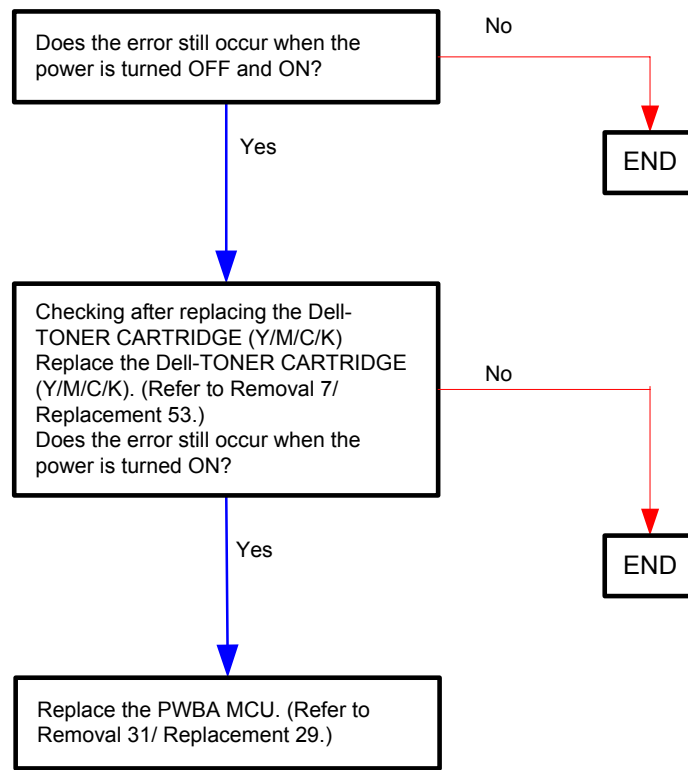 Does the error still occur when the
power is turned OFF and ON?
No
Yes
END
Checking after replacing the Dell-
TONER CARTRIDGE (Y/M/C/K)
Replace the Dell-TONER CARTRIDGE
(Y/M/C/K). (Refer to Removal 7/
Replacement 53.)
Does the error still occur when the
power is turned ON?
No
Yes
END
Replace the PWBA MCU. (Refer to
Removal 31/ Replacement 29.)